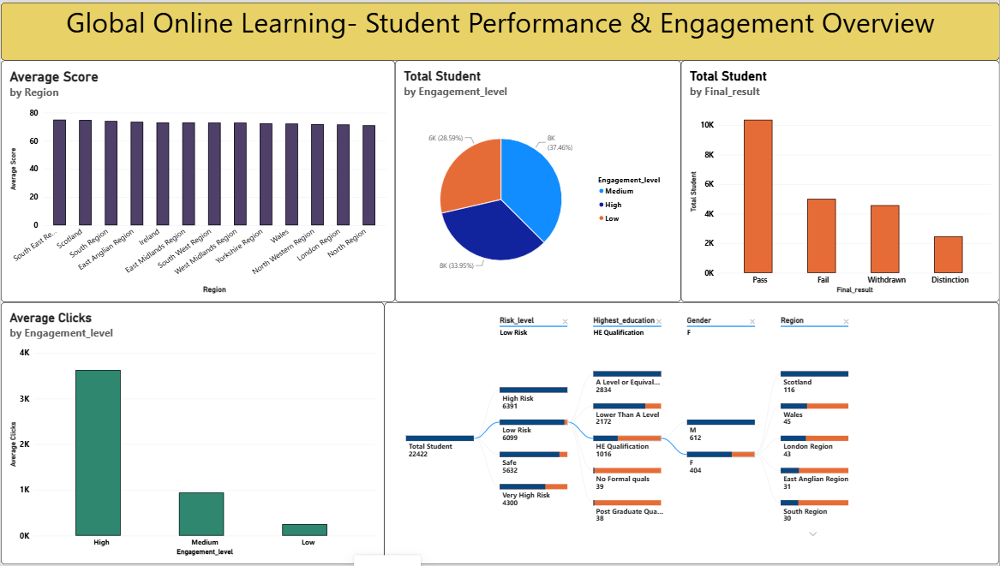 Global Online Learning- Student Performance & Engagement Overview
Average Score
by Region
80
60
40
20
0
Average Score
South East Re...
Scotland
South Region
East Anglian Region
Ireland
East Midlands Region
South West Region
West Midlands Region
Yorkshire Region
Wales
North Western Region
London Region
North Region
Region
Total Student
by Engagement_level
6K (28.59%)
8K
(37.46%)
8K (33.95%)
Engagement_level
Medium
High
Low
Total Student
by Final_result
10K
8K
6K
4K
2K
0K
Total Student
Pass
Fail
Withdrawn
Distinction
Final_result
Average Clicks
by Engagement_level
4K
3K
2K
1K
0K
Average Clicks
High
Medium
Low
Engagement_level
Risk_level
Low Risk
Highest_education
HE Qualification
Gender
F
Region
Total Student
22422
High Risk
6391
Low Risk
6099
Safe
5632
Very High Risk
4300
A Level or Equival...
2834
Lower Than A Level
2172
HE Qualification
1016
No Formal quals
39
Post Graduate Qua...
38
M
612
F
404
Scotland
116
Wales
45
London Region
43
East Anglian Region
31
South Region
30